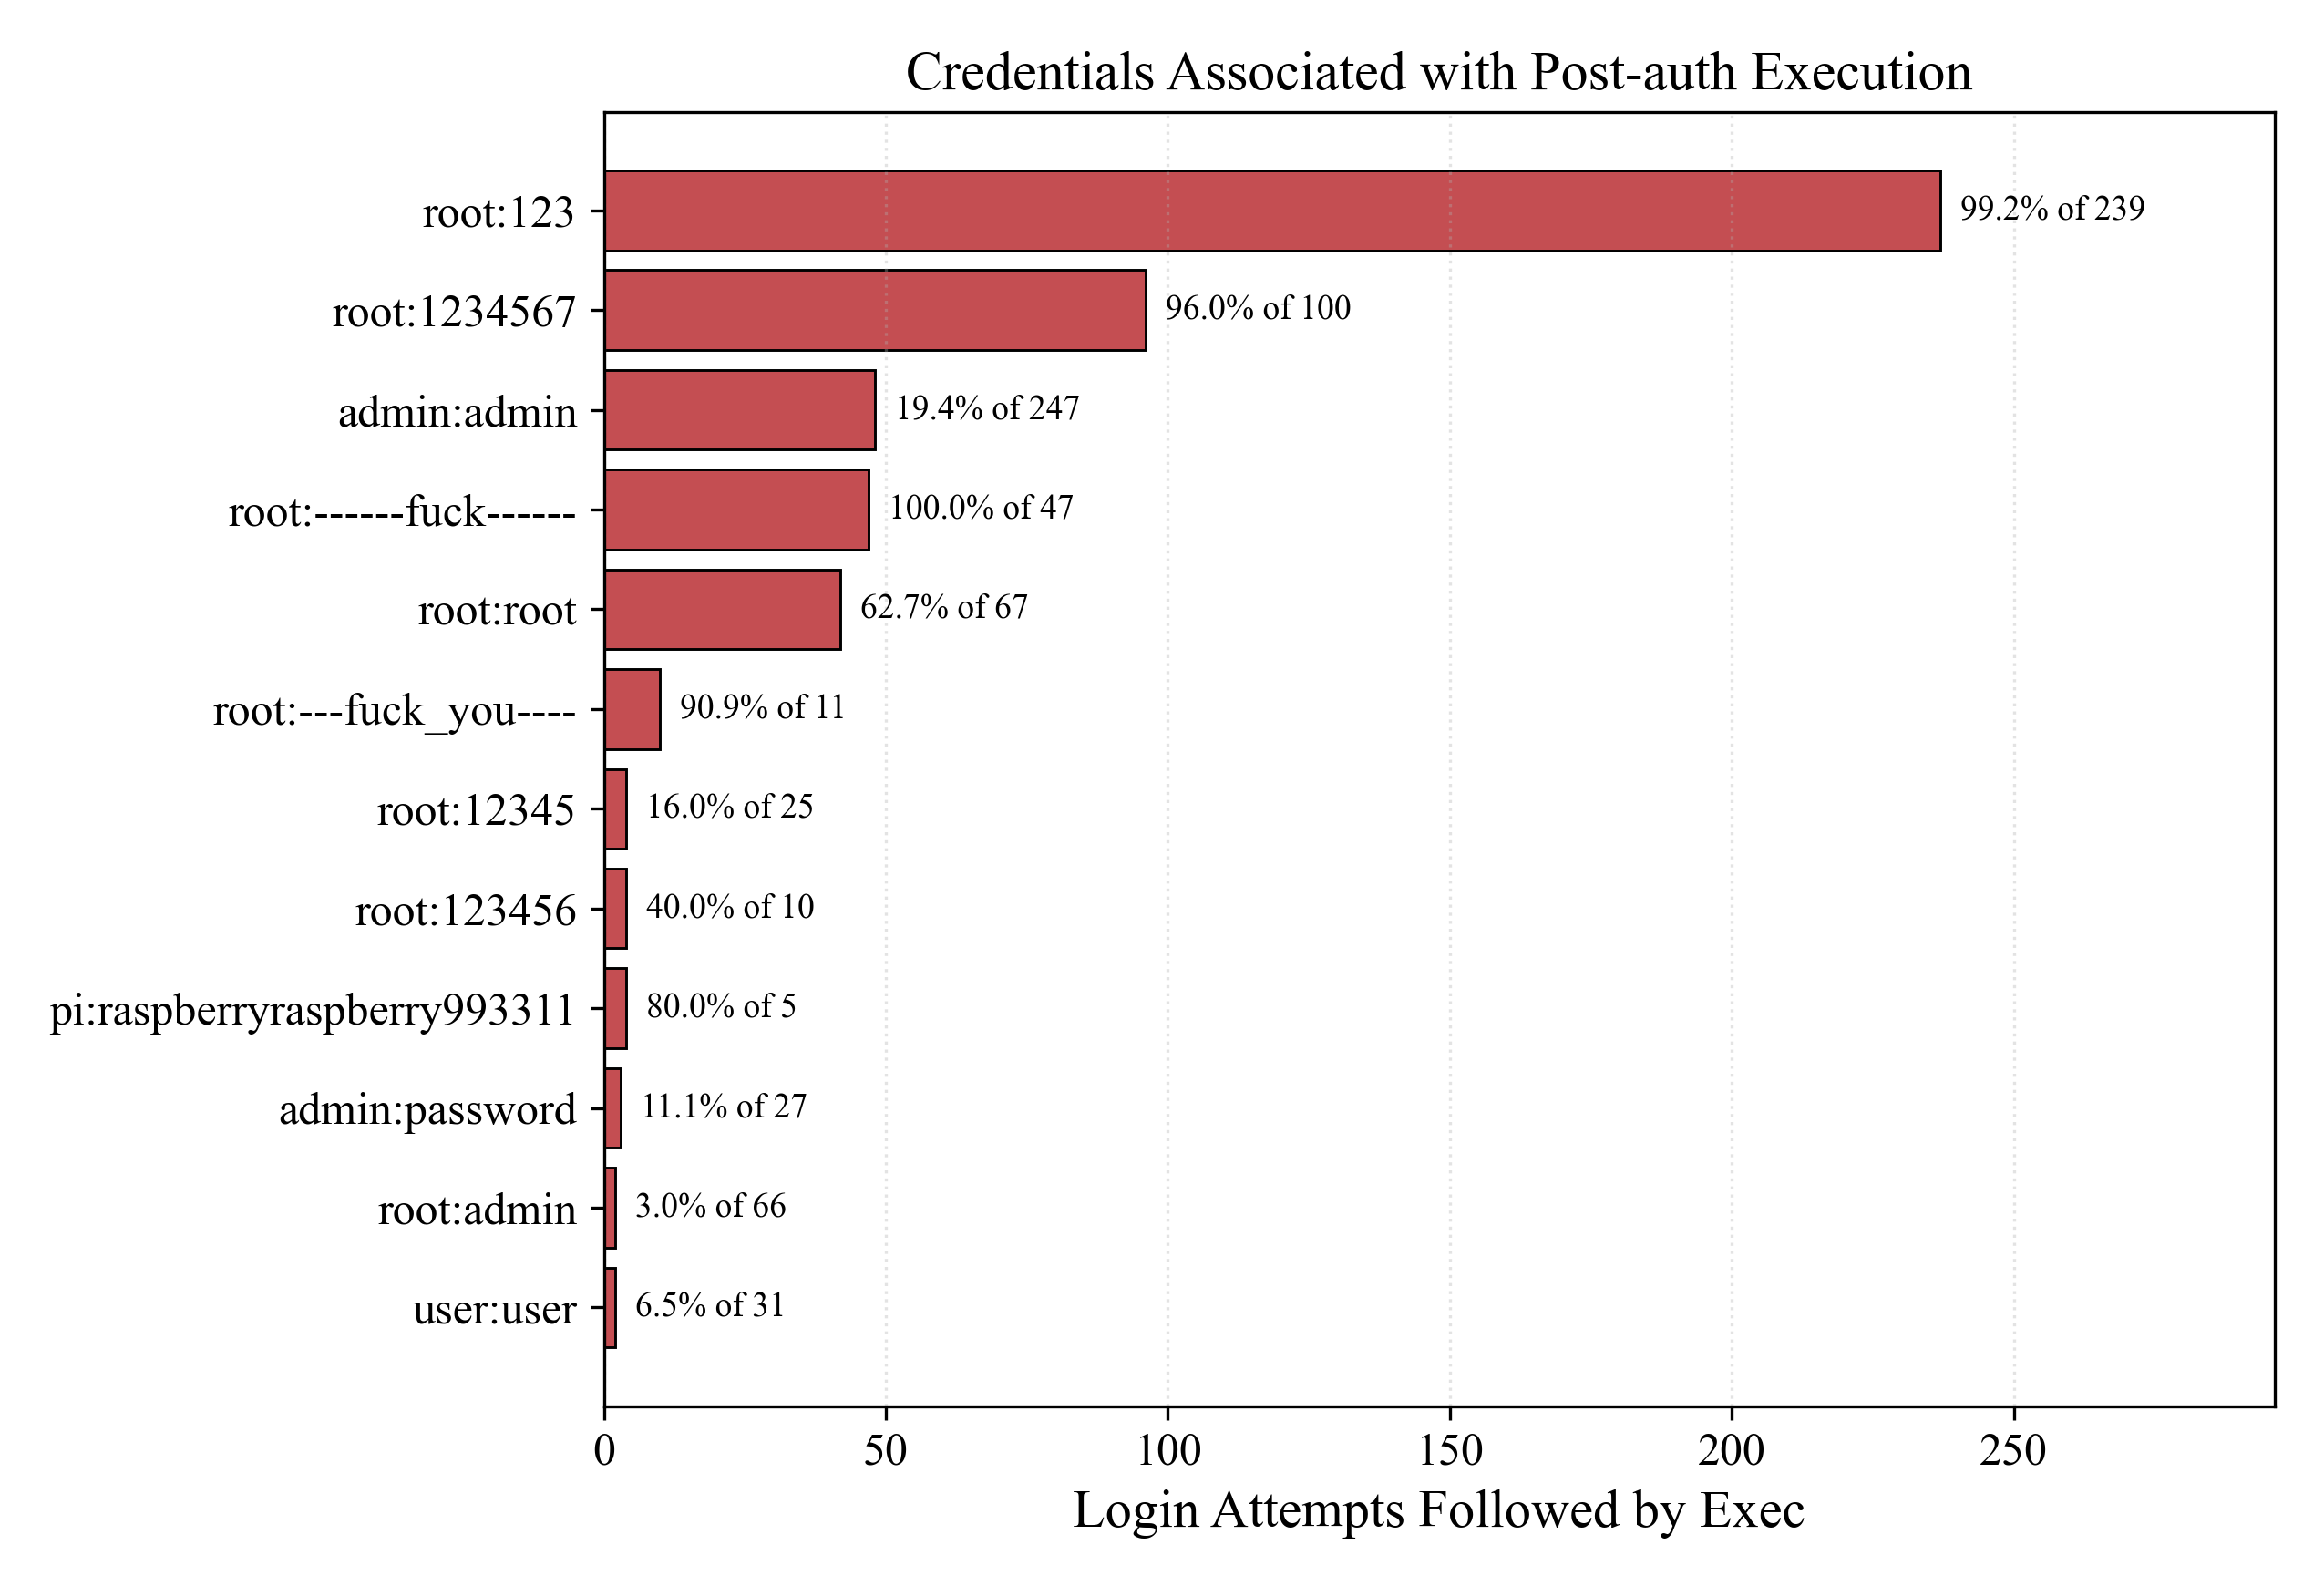 Credentials Associated with Post-auth Execution
root:123
99.2% of 239
root:1234567
96.0% of 100
admin:admin
19.4% of 247
root:------fuck------
100.0% of 47
root:root
62.7% of 67
root:---fuck_you----
90.9% of 11
root:12345
16.0% of 25
root:123456
40.0% of 10
pi:raspberryraspberry993311
80.0% of 5
admin:password
11.1% of 27
root:admin
3.0% of 66
user:user
6.5% of 31
0 50 100 150 200 250
Login Attempts Followed by Exec